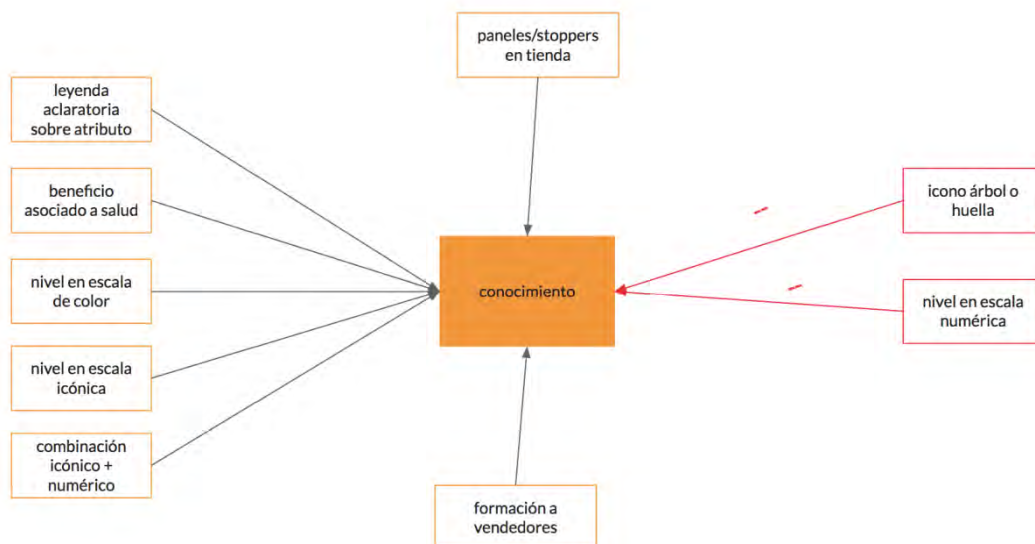 paneles/stoppers
en tienda
leyenda
aclaratoria
sobre atributo
beneficio
asociado a salud
nivel en escala
de color
nivel en escala
icónica
combinación
icónico +
numérico
conocimiento
formación a
vendedores
icono árbol o
huella
nivel en escala
numérica